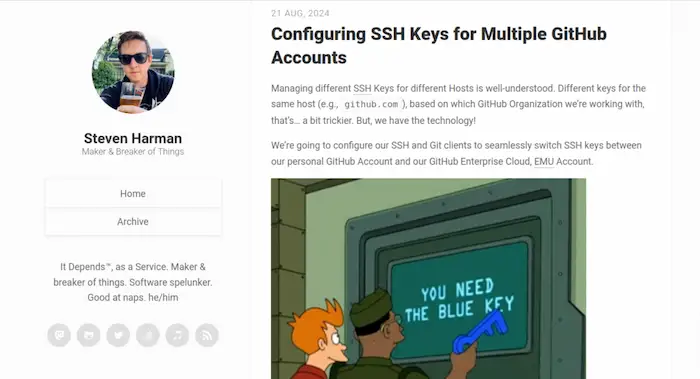 Steven Harman
Maker & Breaker of Things
Home
Archive
It Depends™, as a Service. Maker &
breaker of things. Software spelunker.
Good at naps. he/him
21 AUG, 2024
Configuring SSH Keys for Multiple GitHub
Accounts
Managing different SSH Keys for different Hosts is well-understood. Different keys for the
same host (e.g., github.com ), based on which GitHub Organization we're working with,
that's… a bit trickier. But, we have the technology!
We're going to configure our SSH and Git clients to seamlessly switch SSH keys between
our personal GitHub Account and our GitHub Enterprise Cloud, EMU Account.
YOU NEED
THE BLUE KEY